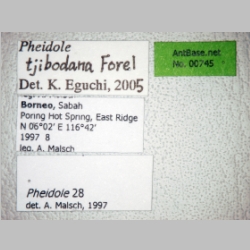 Pheidole
tjibodana Forel
Det. K. Eguchi, 2005
AntBase.net
No. 00745
Borneo, Sabah
Poring Hot Spring, East Ridge
N 06°02' E 116°42'
1997 8
leg. A. Malsch
Pheidole 28
det. A. Malsch, 1997